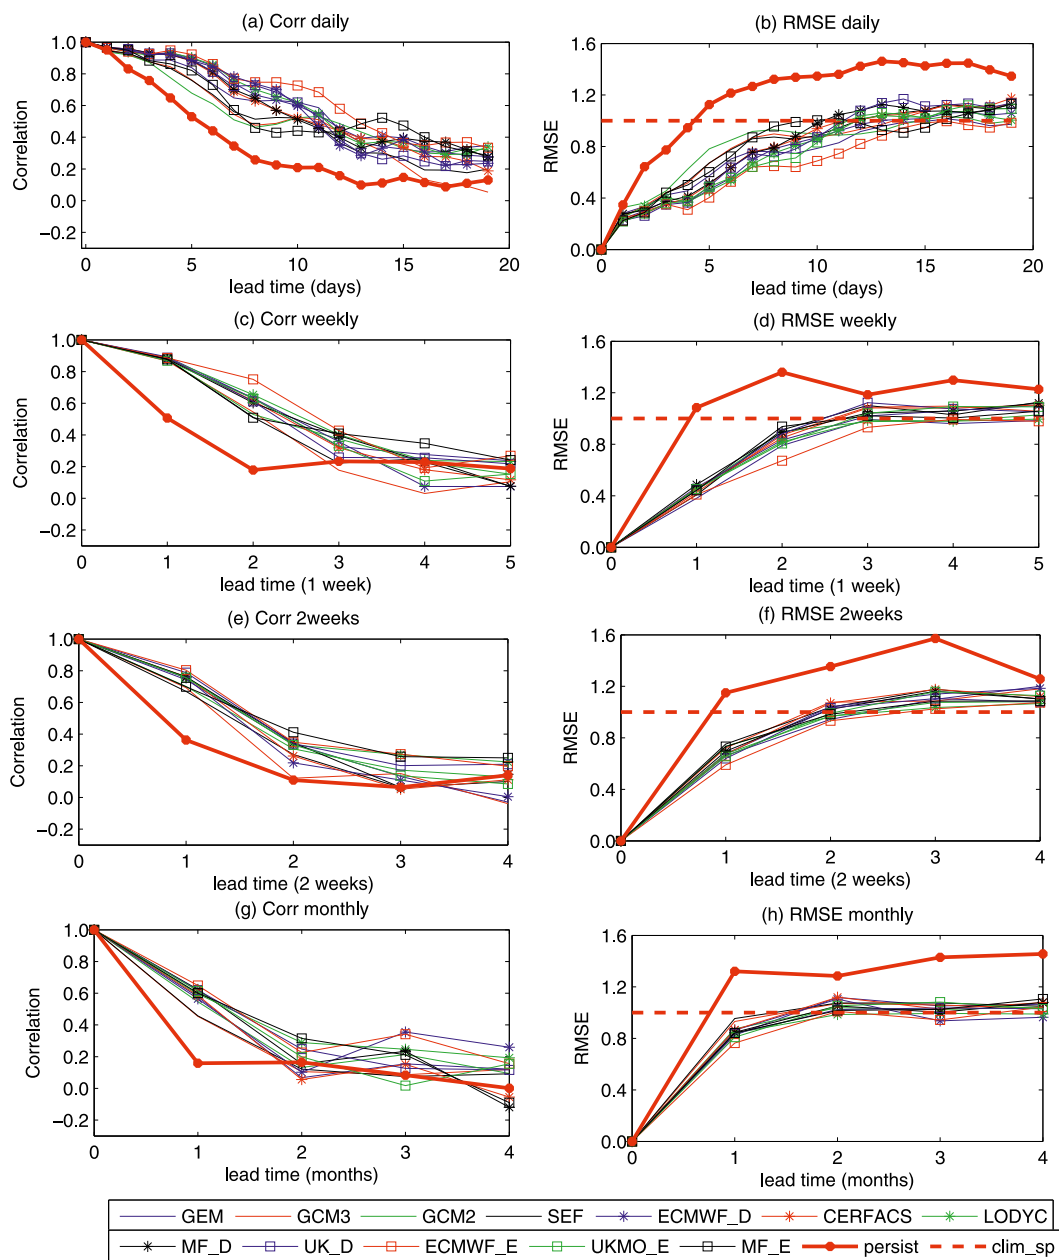 (a) Corr daily
1.0
0.8
0.6
0.4
0.2
0.0
−0.2
Correlation
0 5 10 15 20
lead time (days)
(b) RMSE daily
1.6
1.2
0.8
0.4
0.0
RMSE
0 5 10 15 20
lead time (days)
(c) Corr weekly
1.0
0.8
0.6
0.4
0.2
0.0
−0.2
Correlation
0 1 2 3 4 5
lead time (1 week)
(d) RMSE weekly
1.6
1.2
0.8
0.4
0.0
RMSE
0 1 2 3 4 5
lead time (1 week)
(e) Corr 2weeks
1.0
0.8
0.6
0.4
0.2
0.0
−0.2
Correlation
0 1 2 3 4
lead time (2 weeks)
(f) RMSE 2weeks
1.6
1.2
0.8
0.4
0.0
RMSE
0 1 2 3 4
lead time (2 weeks)
(g) Corr monthly
1.0
0.8
0.6
0.4
0.2
0.0
−0.2
Correlation
0 1 2 3 4
lead time (months)
(h) RMSE monthly
1.6
1.2
0.8
0.4
0.0
RMSE
0 1 2 3 4
lead time (months)
GEM GCM3 GCM2 SEF ECMWF_D CERFACS LODYC
MF_D UK_D ECMWF_E UKMO_E MF_E persist clim_sp